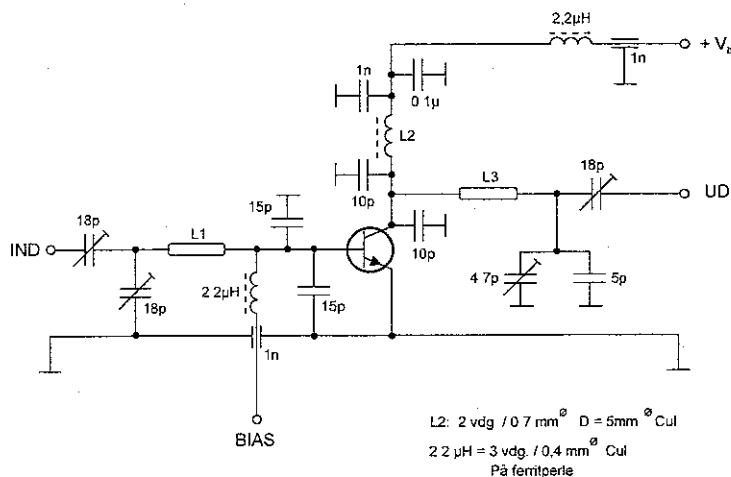 2,2µH
+ V
1n
1n
0 1µ
L2
L3
18p
UD
10p
15p
10p
18p
IND
L1
18p
2 2µH
15p
4 7p
5p
1n
BIAS
L2: 2 vdg / 0 7 mm ø D = 5mm ø Cul
2 2 µH = 3 vdg. / 0,4 mm ø Cul
På ferritperle